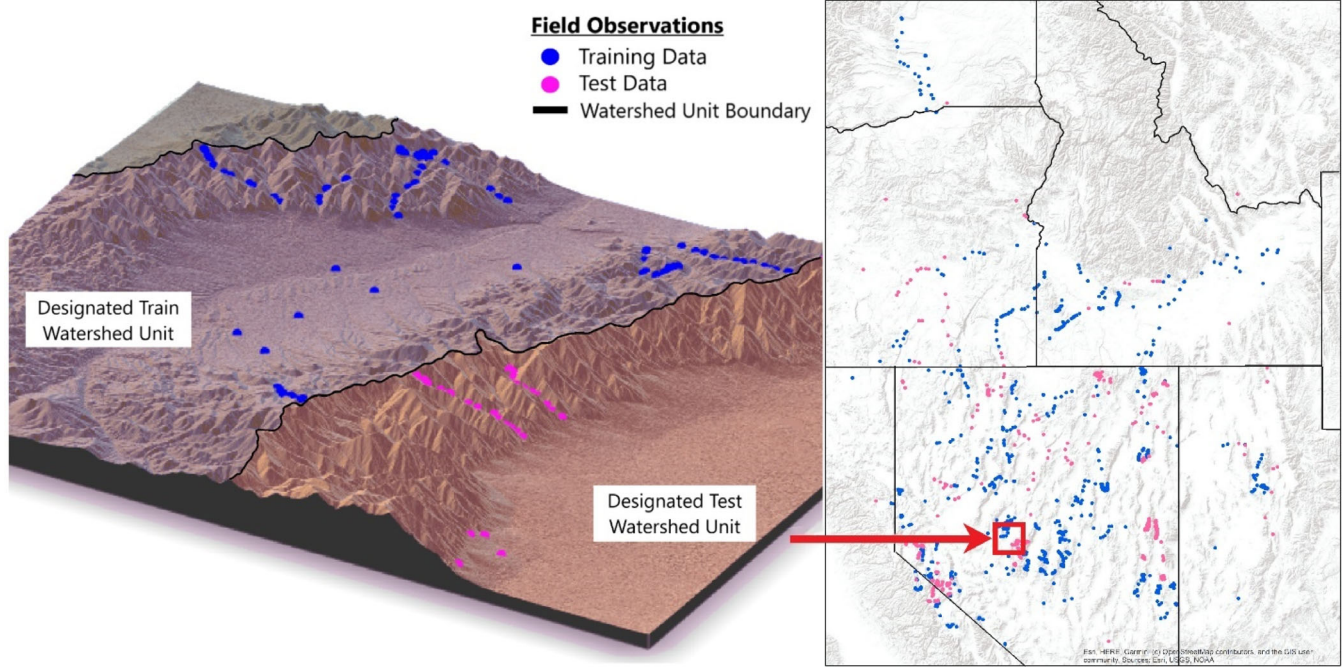 Field Observations
Training Data
Test Data
Watershed Unit Boundary
Designated Train
Watershed Unit
Designated Test
Watershed Unit
Esri, HERE, Garmin, (c) OpenStreetMap contributors, and the GIS user
community, Sources: Esri, USGS, NOAA